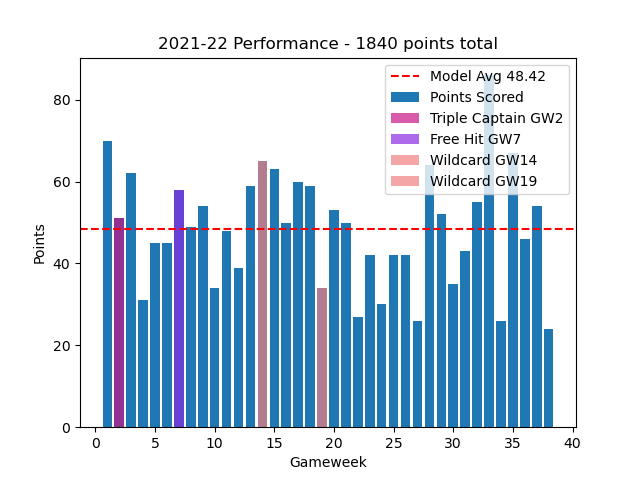 2021-22 Performance - 1840 points total
Model Avg 48.42
Points Scored
Triple Captain GW2
Free Hit GW7
Wildcard GW14
Wildcard GW19
80
60
40
20
0
Points
0 5 10 15 20 25 30 35 40
Gameweek